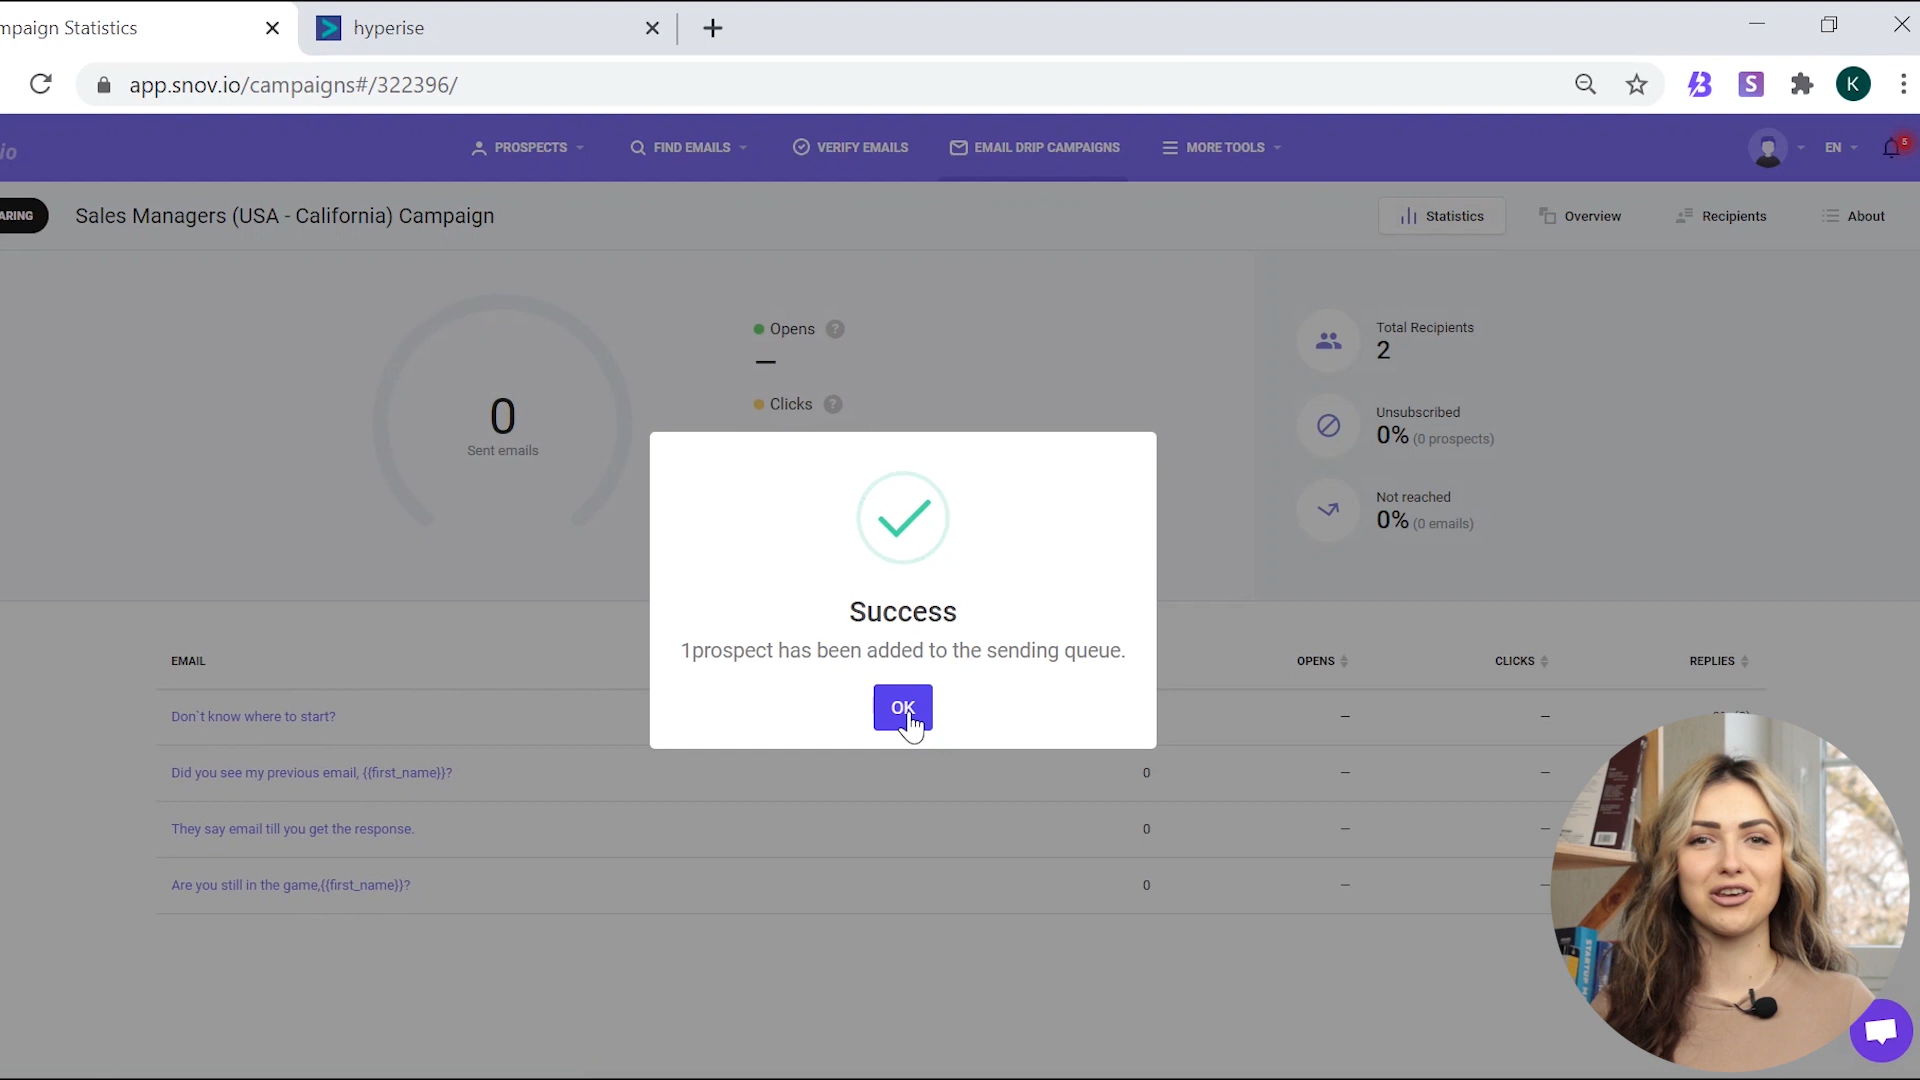 mpaign Statistics
hyperise
app.snov.io/campaigns#/322396/
K
io
PROSPECTS
FIND EMAILS
VERIFY EMAILS
EMAIL DRIP CAMPAIGNS
MORE TOOLS
EN
5
ARING
Sales Managers (USA - California) Campaign
Statistics
Overview
Recipients
About
0
Sent emails
Opens ?
—
Clicks ?
Total Recipients
2
Unsubscribed
0% (0 prospects)
Not reached
0% (0 emails)
Success
1prospect has been added to the sending queue.
OK
EMAIL
OPENS
CLICKS
REPLIES
Don`t know where to start?
— —
Did you see my previous email, {{first_name}}?
0 — —
They say email till you get the response.
0 — —
Are you still in the game,{{first_name}}?
0 — —
STARTUP